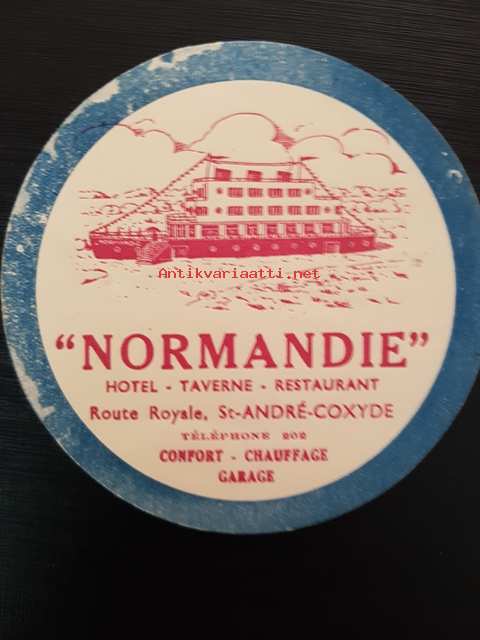 Antikvariaatti.net
"NORMANDIE"
HOTEL - TAVERNE - RESTAURANT
Route Royale, St-ANDRÉ-COXYDE
TÉLÉPHONE 202
CONFORT - CHAUFFAGE
GARAGE